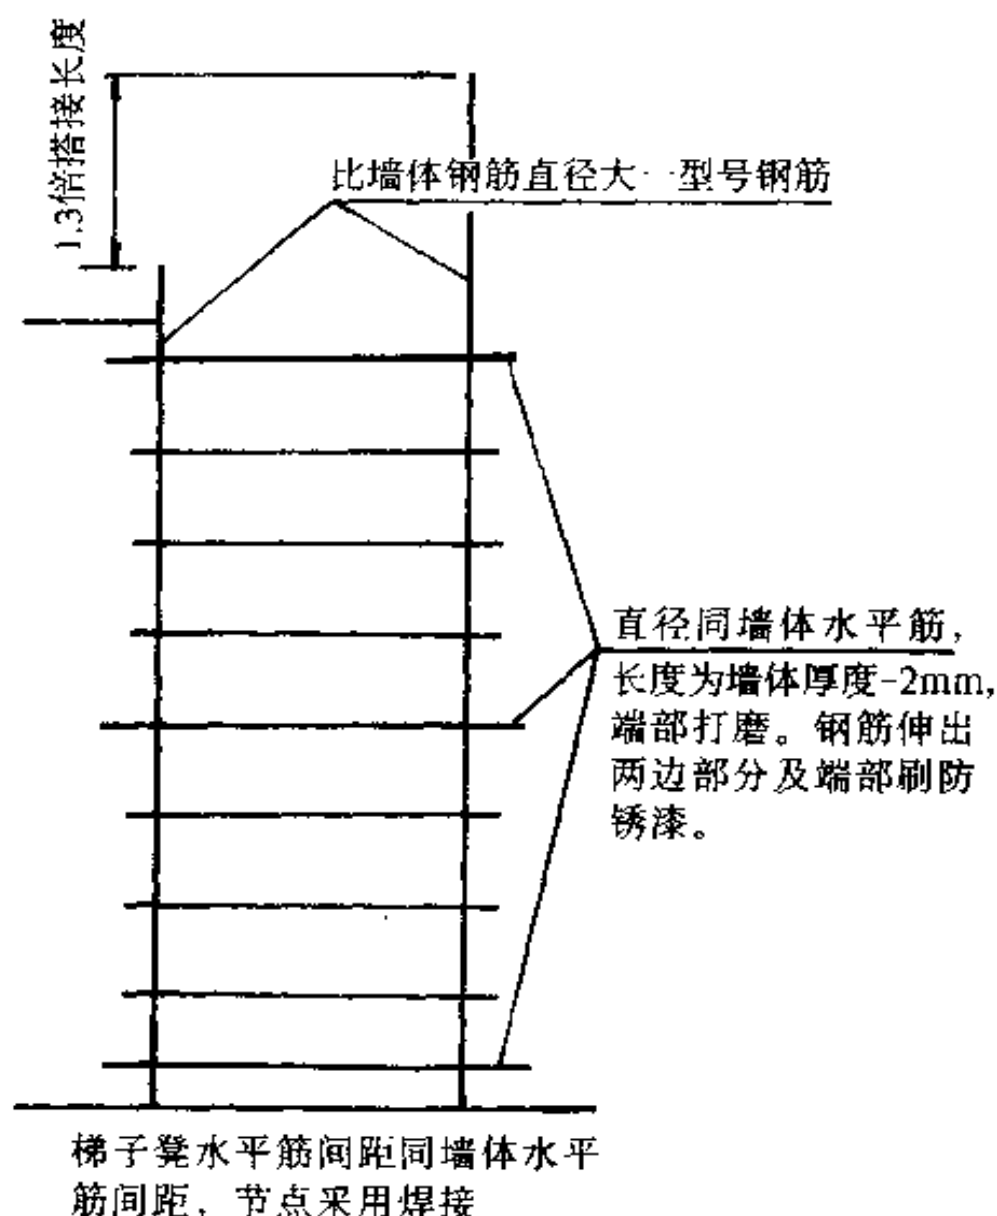 1.3倍搭接长度
比墙体钢筋直径大一型号钢筋
直径同墙体水平筋，
长度为墙体厚度-2mm，
端部打磨。钢筋伸出
两边部分及端部刷防
锈漆。
梯子凳水平筋间距同墙体水平
筋间距，节点采用焊接